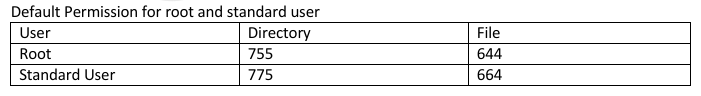 Default Permission for root and standard user
User Directory File
Root 755 644
Standard User 775 664